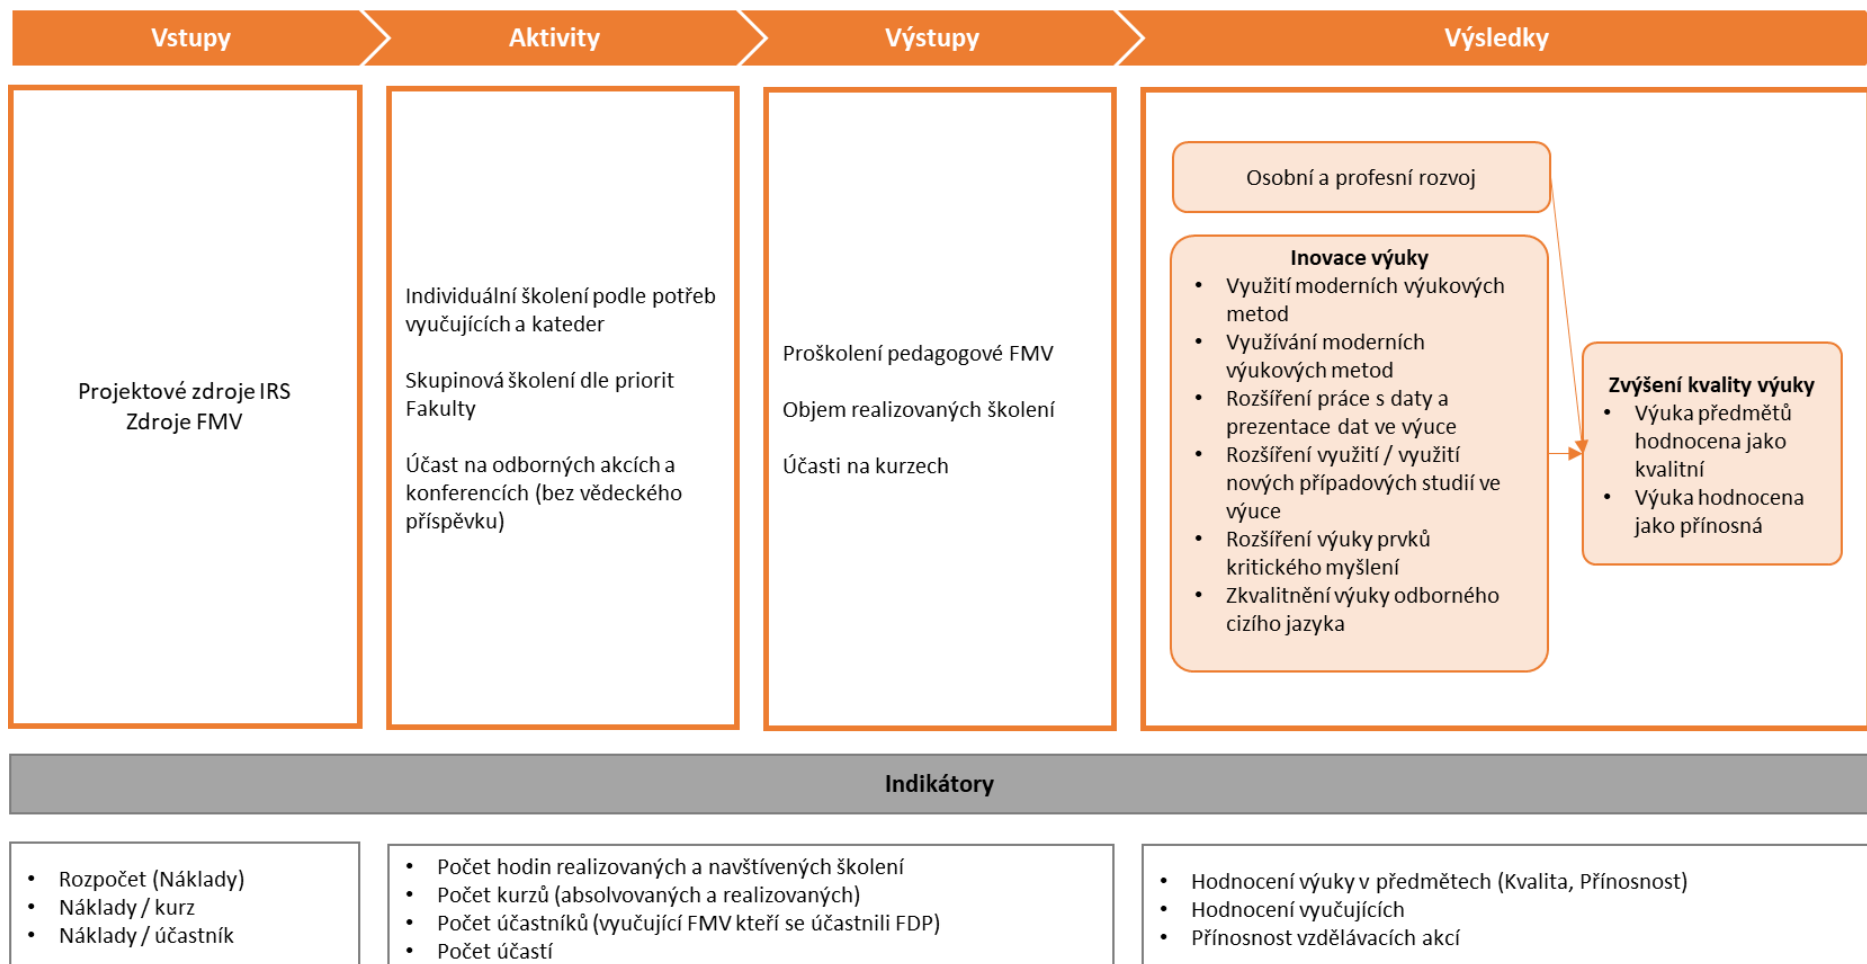 Vstupy
Aktivity
Výstupy
Výsledky
Projektové zdroje IRS
Zdroje FMV
Individuální školení podle potřeb
vyučujících a kateder
Skupinová školení dle priorit
Fakulty
Účast na odborných akcích a
konferencích (bez vědeckého
příspěvku)
Proškolení pedagogové FMV
Objem realizovaných školení
Účasti na kurzech
Osobní a profesní rozvoj
Inovace výuky
• Využití moderních výukových
metod
• Využívání moderních
výukových metod
• Rozšíření práce s daty a
prezentace dat ve výuce
• Rozšíření využití / využití
nových případových studií ve
výuce
• Rozšíření výuky prvků
kritického myšlení
• Zkvalitnění výuky odborného
cizího jazyka
Zvýšení kvality výuky
• Výuka předmětů
hodnocena jako
kvalitní
• Výuka hodnocena
jako přínosná
Indikátory
• Rozpočet (Náklady)
• Náklady / kurz
• Náklady / účastník
• Počet hodin realizovaných a navštívených školení
• Počet kurzů (absolvovaných a realizovaných)
• Počet účastníků (vyučující FMV kteří se účastnili FDP)
• Počet účastí
• Hodnocení výuky v předmětech (Kvalita, Přínosnost)
• Hodnocení vyučujících
• Přínosnost vzdělávacích akcí